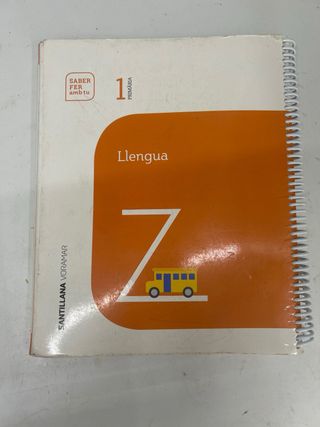 SABER
FER
amb tu
1
PRIMÀRIA
Llengua
SANTILLANA VORAMAR